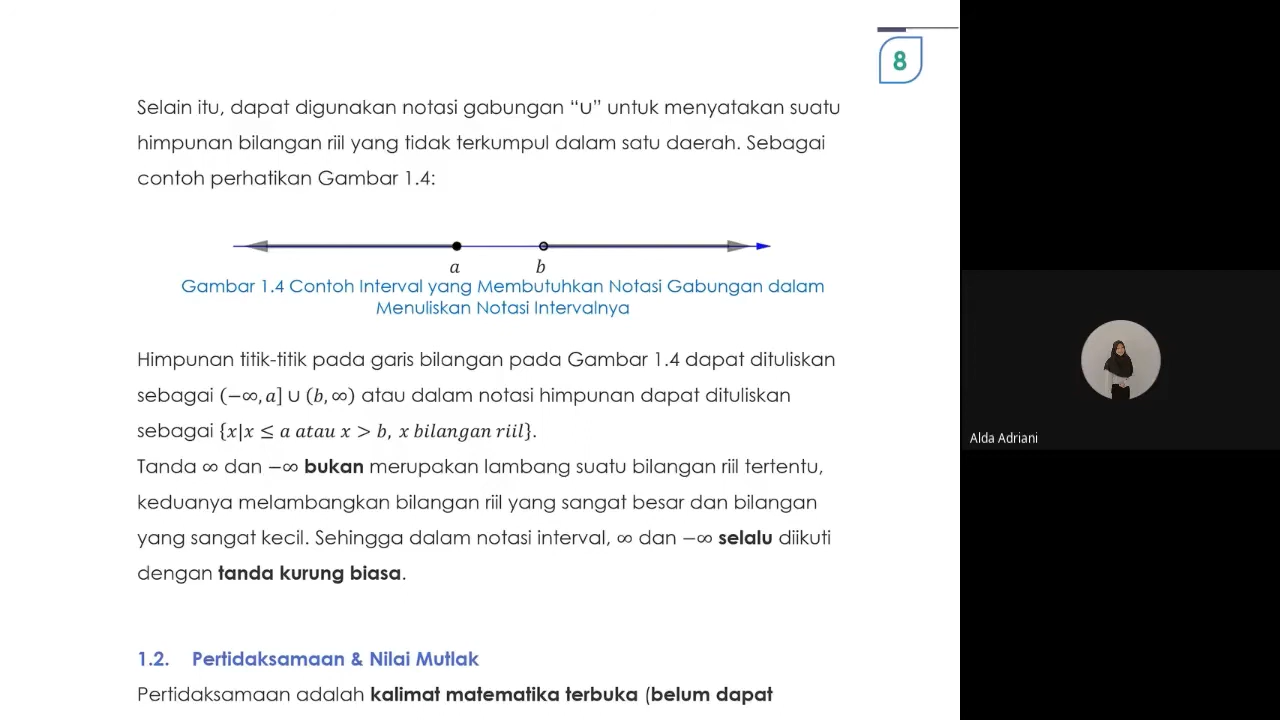 8
Selain itu, dapat digunakan notasi gabungan “∪” untuk menyatakan suatu
himpunan bilangan riil yang tidak terkumpul dalam satu daerah. Sebagai
contoh perhatikan Gambar 1.4:
a b
Gambar 1.4 Contoh Interval yang Membutuhkan Notasi Gabungan dalam
Menuliskan Notasi Intervalnya
Himpunan titik-titik pada garis bilangan pada Gambar 1.4 dapat dituliskan
sebagai (−∞, a] ∪ (b, ∞) atau dalam notasi himpunan dapat dituliskan
sebagai {x|x ≤ a atau x > b, x bilangan riil}.
Tanda ∞ dan −∞ bukan merupakan lambang suatu bilangan riil tertentu,
keduanya melambangkan bilangan riil yang sangat besar dan bilangan
yang sangat kecil. Sehingga dalam notasi interval, ∞ dan −∞ selalu diikuti
dengan tanda kurung biasa.
1.2. Pertidaksamaan & Nilai Mutlak
Pertidaksamaan adalah kalimat matematika terbuka (belum dapat
Alda Adriani